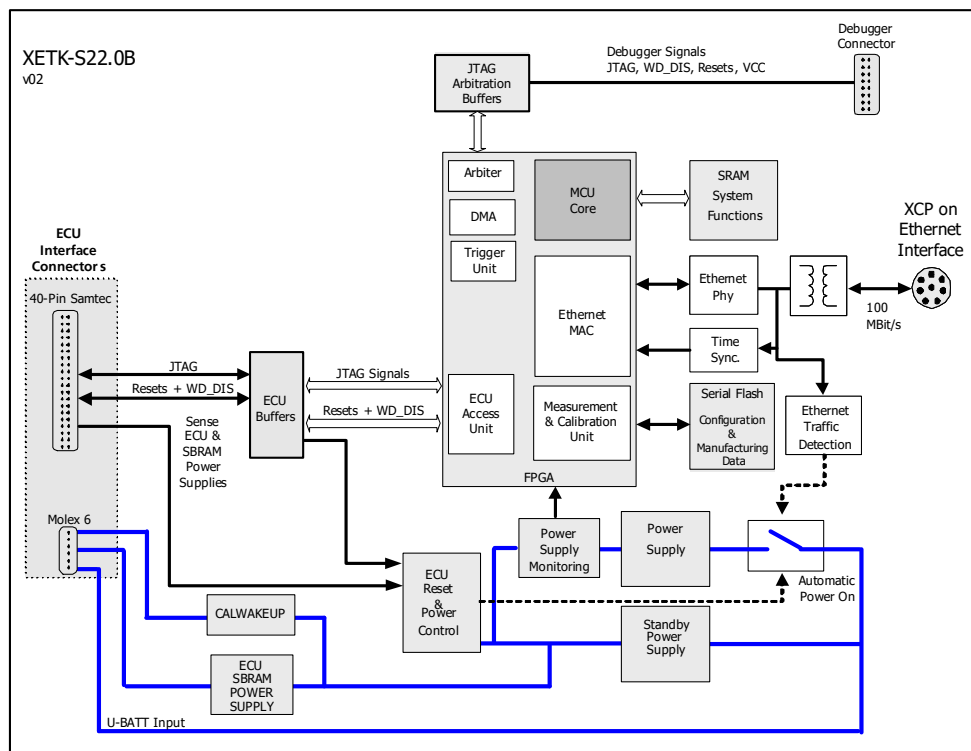 XETK-S22.0B
v02
Debugger
Connector
Debugger Signals
JTAG, WD_DIS, Resets, VCC
JTAG
Arbitration
Buffers
Arbiter
DMA
Trigger
Unit
MCU
Core
SRAM
System
Functions
XCP on
Ethernet
Interface
ECU
Interface
Connectors
40-Pin Samtec
Ethernet
MAC
Ethernet
Phy
100
MBit/s
Time
Sync.
JTAG
Resets + WD_DIS
ECU
Buffers
JTAG Signals
Resets + WD_DIS
ECU
Access
Unit
Measurement
& Calibration
Unit
Serial Flash
Configuration
&
Manufacturing
Data
Ethernet
Traffic
Detection
Sense
ECU &
SBRAM
Power
Supplies
FPGA
Molex 6
Power
Supply
Monitoring
Power
Supply
Automatic
Power On
ECU
Reset
&
Power
Control
CALWAKEUP
Standby
Power
Supply
ECU
SBRAM
POWER
SUPPLY
U-BATT Input